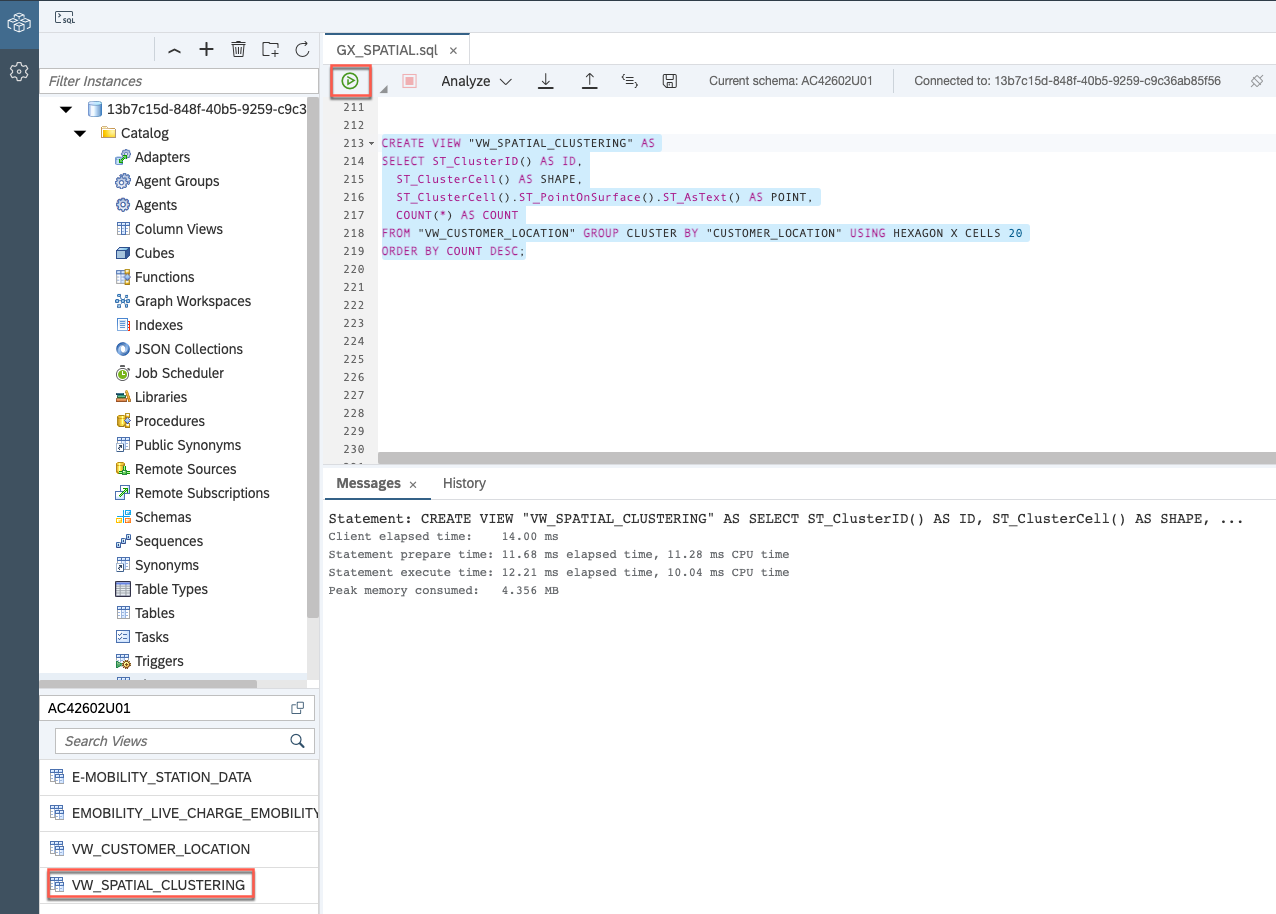 SQL
GX_SPATIAL.sql ×
Filter Instances
Analyze
Current schema: AC42602U01
Connected to: 13b7c15d-848f-40b5-9259-c9c36ab85f56
13b7c15d-848f-40b5-9259-c9c3
Catalog
Adapters
Agent Groups
Agents
Column Views
Cubes
Functions
Graph Workspaces
Indexes
JSON Collections
Job Scheduler
Libraries
Procedures
Public Synonyms
Remote Sources
Remote Subscriptions
Schemas
Sequences
Synonyms
Table Types
Tables
Tasks
Triggers
AC42602U01
Search Views
E-MOBILITY_STATION_DATA
EMOBILITY_LIVE_CHARGE_EMOBILITY
VW_CUSTOMER_LOCATION
VW_SPATIAL_CLUSTERING
211
212
213 CREATE VIEW "VW_SPATIAL_CLUSTERING" AS
214 SELECT ST_ClusterID() AS ID,
215 ST_ClusterCell() AS SHAPE,
216 ST_ClusterCell().ST_PointOnSurface().ST_AsText() AS POINT,
217 COUNT(*) AS COUNT
218 FROM "VW_CUSTOMER_LOCATION" GROUP CLUSTER BY "CUSTOMER_LOCATION" USING HEXAGON X CELLS 20
219 ORDER BY COUNT DESC;
220
221
222
223
224
225
226
227
228
229
230
Messages × History
Statement: CREATE VIEW "VW_SPATIAL_CLUSTERING" AS SELECT ST_ClusterID() AS ID, ST_ClusterCell() AS SHAPE, ...
Client elapsed time: 14.00 ms
Statement prepare time: 11.68 ms elapsed time, 11.28 ms CPU time
Statement execute time: 12.21 ms elapsed time, 10.04 ms CPU time
Peak memory consumed: 4.356 MB